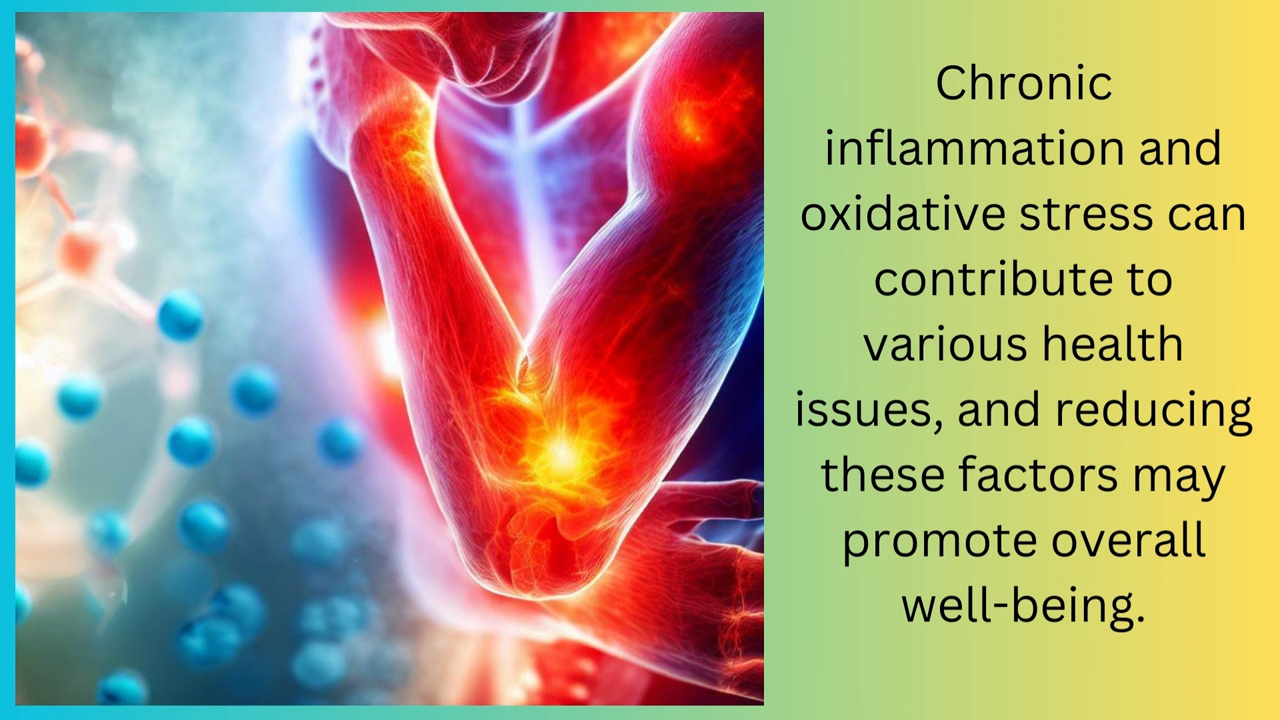 Chronic
inflammation and
oxidative stress can
contribute to
various health
issues, and reducing
these factors may
promote overall
well-being.